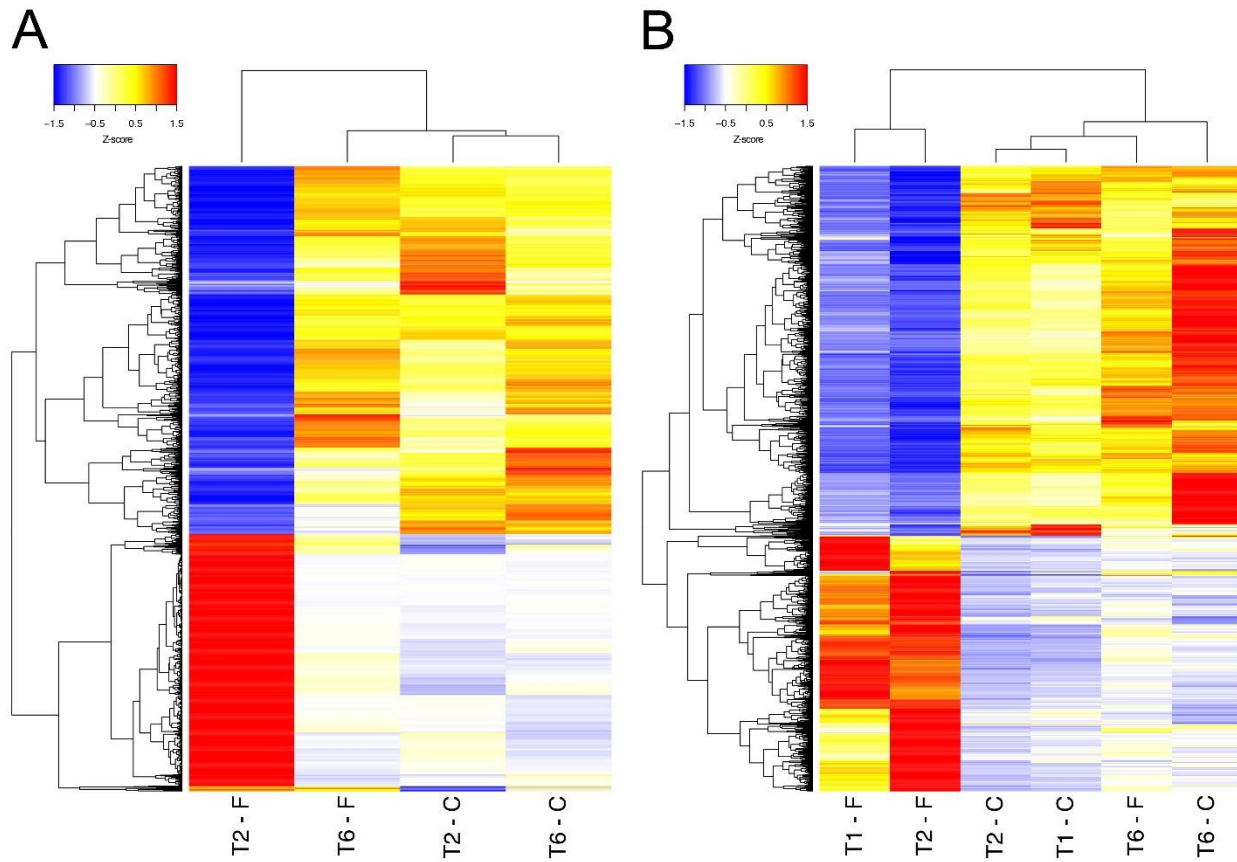 A
−1.5 −0.5 0.5 1.5
Z-score
T2 - F
T6 - F
T2 - C
T6 - C
B
−1.5 −0.5 0.5 1.5
Z-score
T1 - F
T2 - F
T2 - C
T1 - C
T6 - F
T6 - C